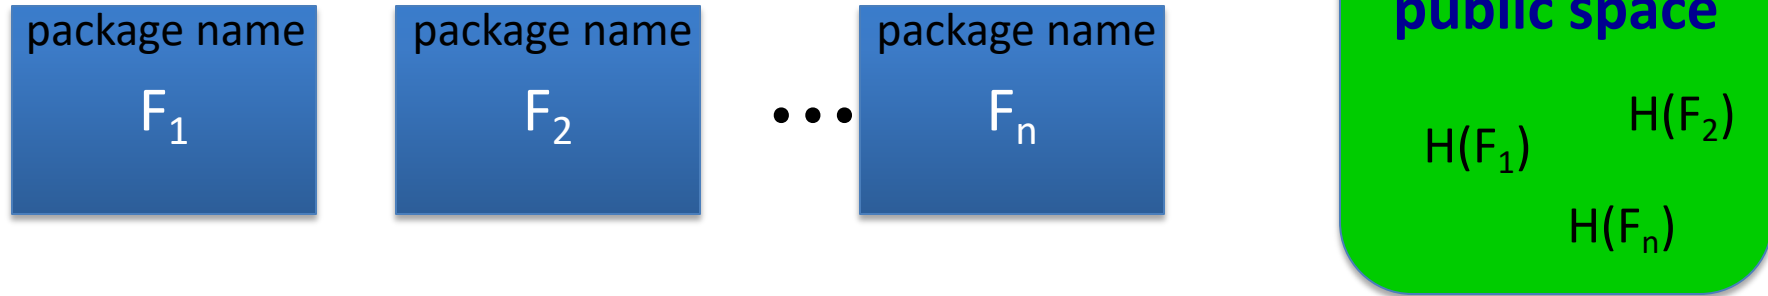 package name
F₁
package name
F₂
...
package name
Fₙ
public space
H(F₁)
H(F₂)
H(Fₙ)